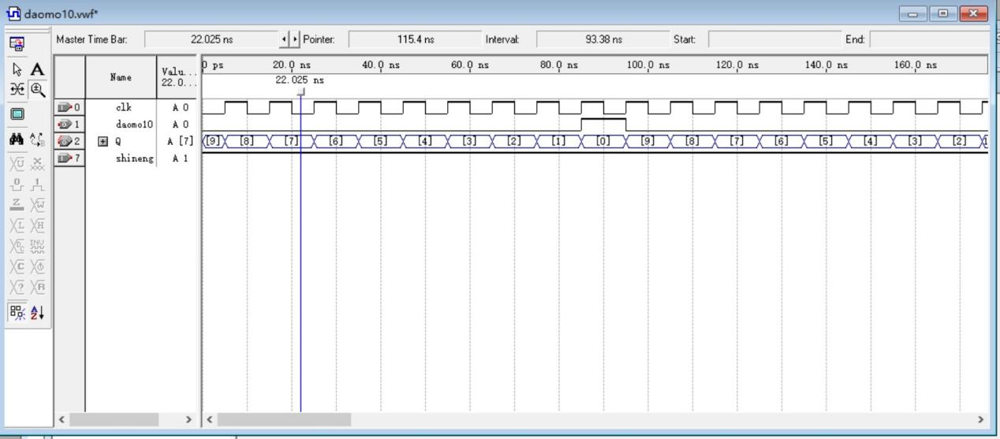 daomo10.vwf*
Master Time Bar: 22.025 ns Pointer: 115.4 ns Interval: 93.38 ns Start: End:
Name Valu... 22.0... 0 ps 20.0 ns 40.0 ns 60.0 ns 80.0 ns 100.0 ns 120.0 ns 140.0 ns 160.0 ns
22.025 ns
0 clk A 0
1 daomo10 A 0
2 Q A [7] [9] [8] [7] [6] [5] [4] [3] [2] [1] [0] [9] [8] [7] [6] [5] [4] [3] [2]
7 shineng A 1